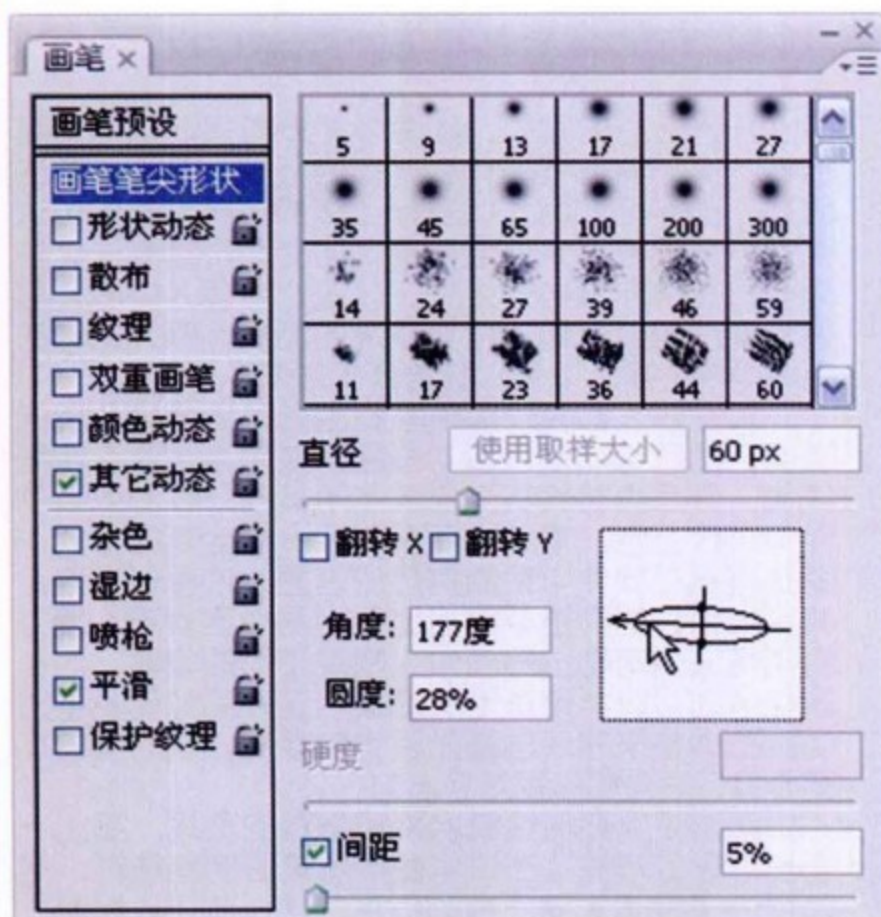 画笔 ×
画笔预设
画笔笔尖形状
形状动态
散布
纹理
双重画笔
颜色动态
其它动态
杂色
湿边
喷枪
平滑
保护纹理
5 9 13 17 21 27
35 45 65 100 200 300
14 24 27 39 46 59
11 17 23 36 44 60
直径 使用取样大小 60 px
翻转 X 翻转 Y
角度: 177度
圆度: 28%
硬度
间距 5%